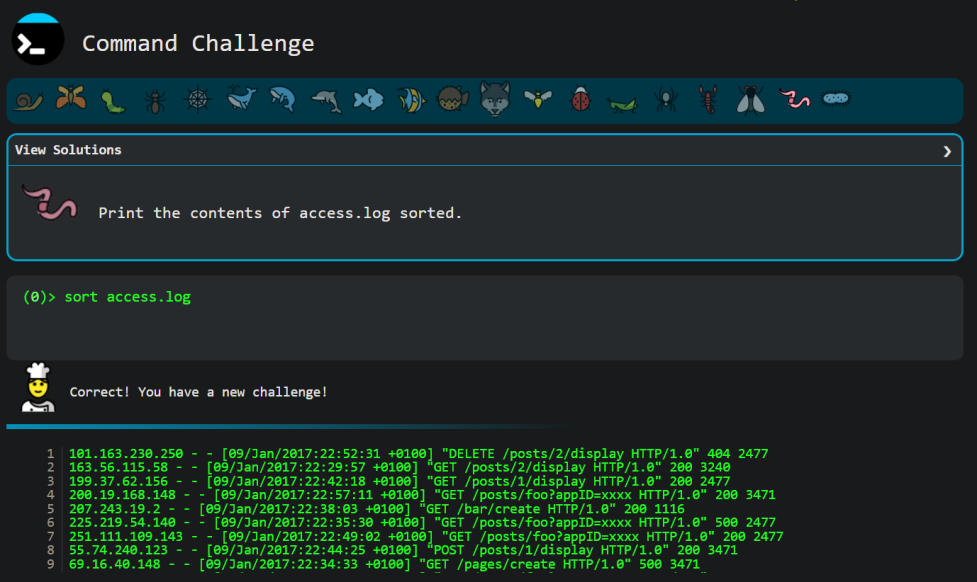 Command Challenge
View Solutions
Print the contents of access.log sorted.
(0)> sort access.log
Correct! You have a new challenge!
1 101.163.230.250 - - [09/Jan/2017:22:52:31 +0100] "DELETE /posts/2/display HTTP/1.0" 404 2477
2 163.56.115.58 - - [09/Jan/2017:22:29:57 +0100] "GET /posts/2/display HTTP/1.0" 200 3240
3 199.37.62.156 - - [09/Jan/2017:22:42:18 +0100] "GET /posts/1/display HTTP/1.0" 200 2477
4 200.19.168.148 - - [09/Jan/2017:22:57:11 +0100] "GET /posts/foo?appID=xxxx HTTP/1.0" 200 3471
5 207.243.19.2 - - [09/Jan/2017:22:38:03 +0100] "GET /bar/create HTTP/1.0" 200 1116
6 225.219.54.140 - - [09/Jan/2017:22:35:30 +0100] "GET /posts/foo?appID=xxxx HTTP/1.0" 500 2477
7 251.111.109.143 - - [09/Jan/2017:22:49:02 +0100] "GET /posts/foo?appID=xxxx HTTP/1.0" 200 2477
8 55.74.240.123 - - [09/Jan/2017:22:44:25 +0100] "POST /posts/1/display HTTP/1.0" 200 3471
9 69.16.40.148 - - [09/Jan/2017:22:34:33 +0100] "GET /pages/create HTTP/1.0" 500 3471